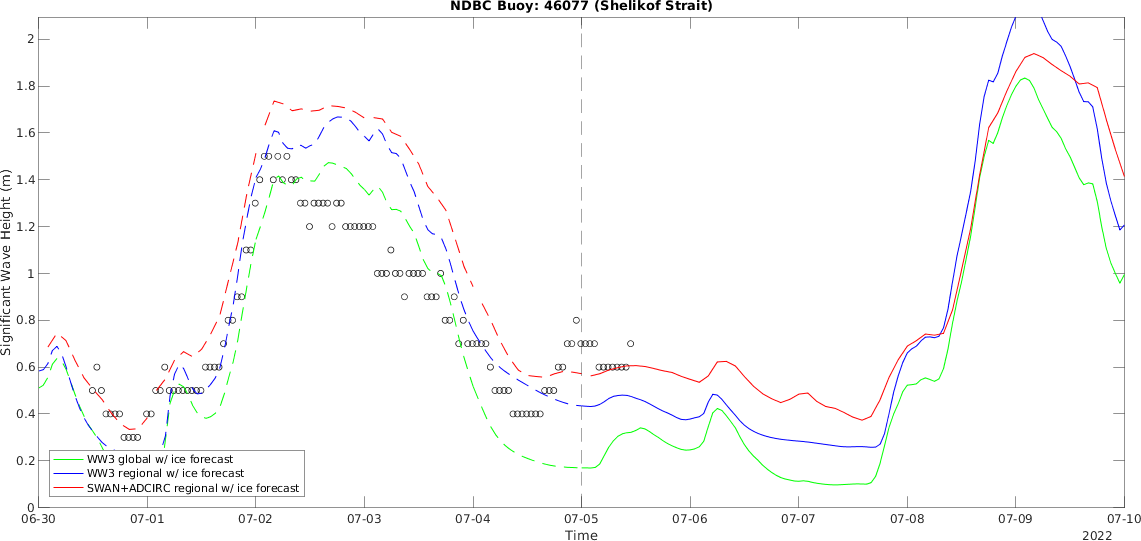 NDBC Buoy: 46077 (Shelikof Strait)
Significant Wave Height (m)
2
1.8
1.6
1.4
1.2
1
0.8
0.6
0.4
0.2
0
WW3 global w/ ice forecast
WW3 regional w/ ice forecast
SWAN+ADCIRC regional w/ ice forecast
06-30 07-01 07-02 07-03 07-04 07-05 07-06 07-07 07-08 07-09 07-10
Time
2022